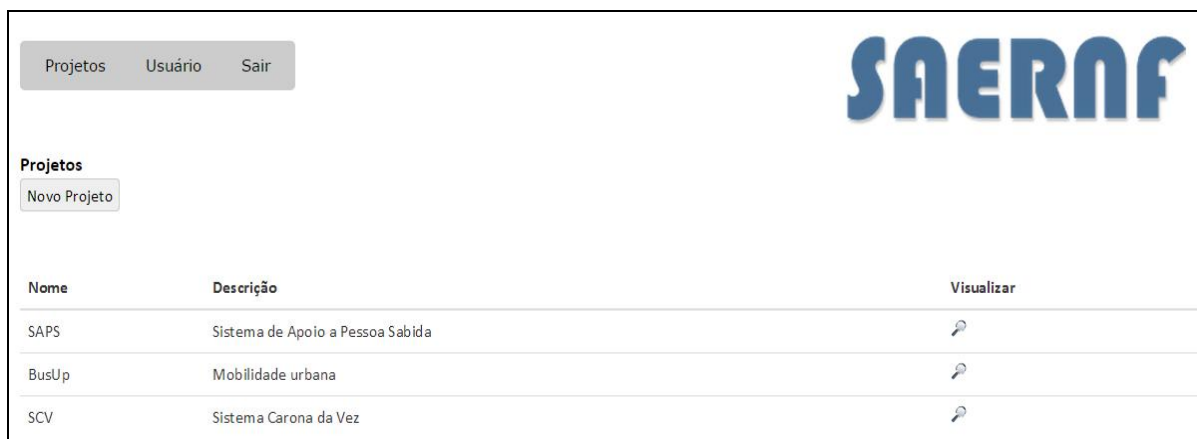 Projetos Usuário Sair
SAERNF
Projetos
Novo Projeto
Nome Descrição Visualizar
SAPS Sistema de Apoio a Pessoa Sabida
BusUp Mobilidade urbana
SCV Sistema Carona da Vez